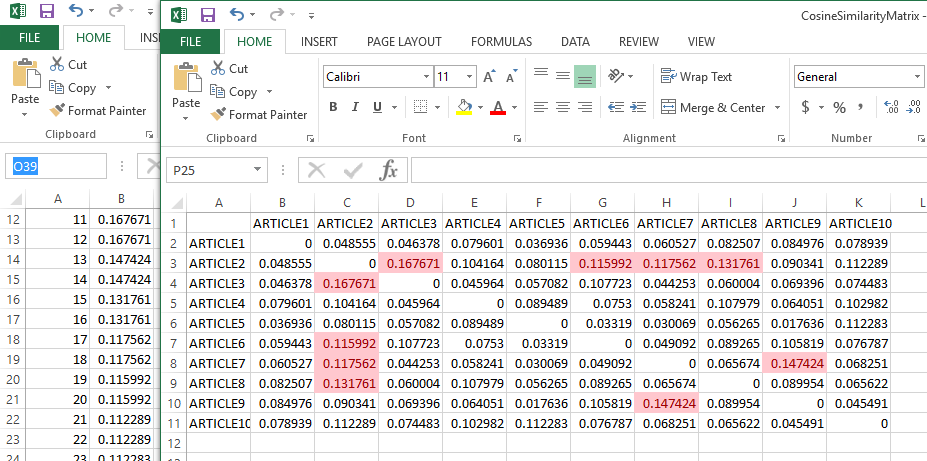 CosineSimilarityMatrix -
FILE HOME INS
FILE HOME INSERT PAGE LAYOUT FORMULAS DATA REVIEW VIEW
Paste Cut Copy Format Painter
Clipboard
Paste Cut Copy Format Painter
Clipboard
Calibri 11
B I U A
Font
Wrap Text
Merge & Center
Alignment
General
$ % , .00
Number
O39
P25 fx
A B
12 11 0.167671
13 12 0.167671
14 13 0.147424
15 14 0.147424
16 15 0.131761
17 16 0.131761
18 17 0.117562
19 18 0.117562
20 19 0.115992
21 20 0.115992
22 21 0.112289
23 22 0.112289
24 23 0.112283
A B C D E F G H I J K L
1 ARTICLE1 ARTICLE2 ARTICLE3 ARTICLE4 ARTICLE5 ARTICLE6 ARTICLE7 ARTICLE8 ARTICLE9 ARTICLE10
2 ARTICLE1 0 0.048555 0.046378 0.079601 0.036936 0.059443 0.060527 0.082507 0.084976 0.078939
3 ARTICLE2 0.048555 0 0.167671 0.104164 0.080115 0.115992 0.117562 0.131761 0.090341 0.112289
4 ARTICLE3 0.046378 0.167671 0 0.045964 0.057082 0.107723 0.044253 0.060004 0.069396 0.074483
5 ARTICLE4 0.079601 0.104164 0.045964 0 0.089489 0.0753 0.058241 0.107979 0.064051 0.102982
6 ARTICLE5 0.036936 0.080115 0.057082 0.089489 0 0.03319 0.030069 0.056265 0.017636 0.112283
7 ARTICLE6 0.059443 0.115992 0.107723 0.0753 0.03319 0 0.049092 0.089265 0.105819 0.076787
8 ARTICLE7 0.060527 0.117562 0.044253 0.058241 0.030069 0.049092 0 0.065674 0.147424 0.068251
9 ARTICLE8 0.082507 0.131761 0.060004 0.107979 0.056265 0.089265 0.065674 0 0.089954 0.065622
10 ARTICLE9 0.084976 0.090341 0.069396 0.064051 0.017636 0.105819 0.147424 0.089954 0 0.045491
11 ARTICLE10 0.078939 0.112289 0.074483 0.102982 0.112283 0.076787 0.068251 0.065622 0.045491 0
12